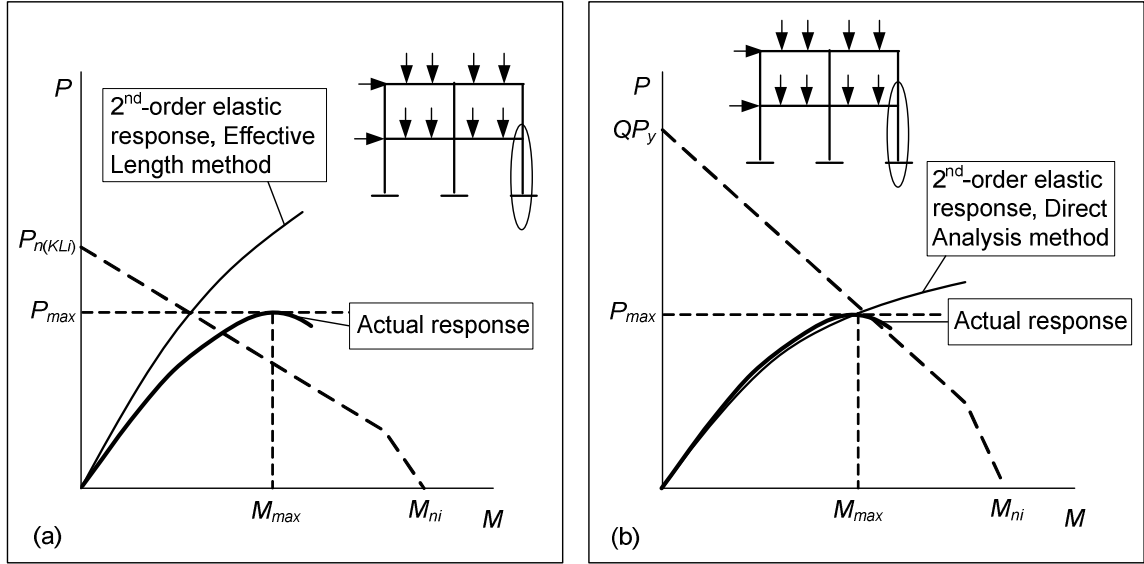 P
2nd-order elastic
response, Effective
Length method
Pn(KLi)
Pmax
Actual response
Mmax
Mni
M
(a)
P
QPy
2nd-order elastic
response, Direct
Analysis method
Pmax
Actual response
Mmax
Mni
M
(b)